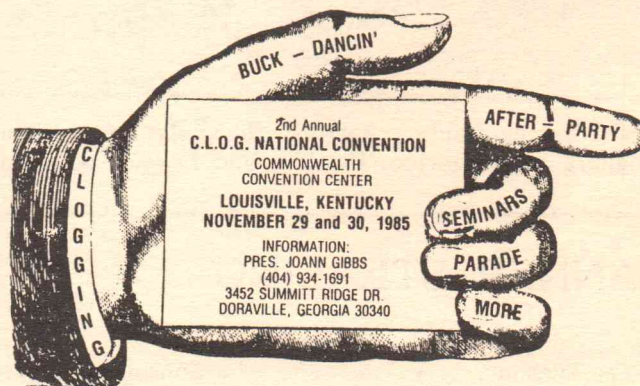 BUCK – DANCIN'
AFTER – PARTY
SEMINARS
PARADE
MORE
CLOGGING
2nd Annual
C.L.O.G. NATIONAL CONVENTION
COMMONWEALTH
CONVENTION CENTER
LOUISVILLE, KENTUCKY
NOVEMBER 29 and 30, 1985
INFORMATION:
PRES. JOANN GIBBS
(404) 934-1691
3452 SUMMITT RIDGE DR.
DORAVILLE, GEORGIA 30340